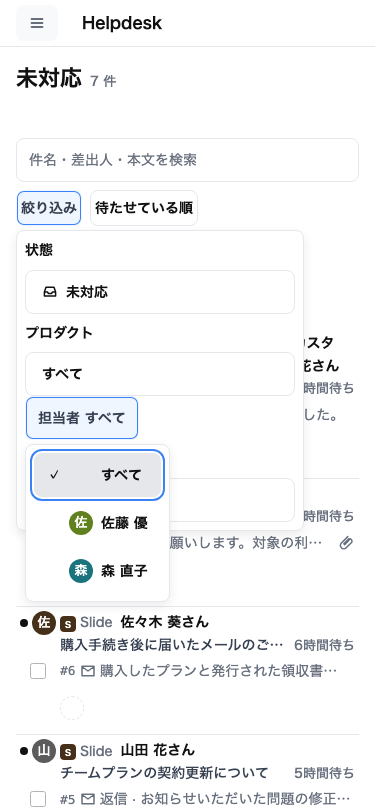 Helpdesk
未対応 7 件
件名・差出人・本文を検索
絞り込み 待たせている順
状態
未対応
プロダクト
すべて
担当者 すべて
✓ すべて
佐 佐藤 優
森 森 直子
カスタ
花さん
時間待ち
した。
時間待ち
願いします。対象の利…
佐 s Slide 佐々木 葵さん
購入手続き後に届いたメールのご… 6時間待ち
#6 購入したプランと発行された領収書…
山 s Slide 山田 花さん
チームプランの契約更新について 5時間待ち
#5 返信 · お知らせいただいた問題の修正…